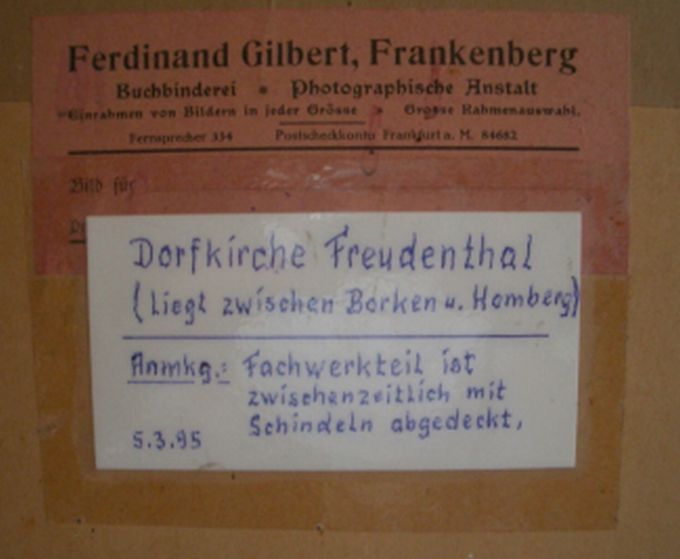 Ferdinand Gilbert, Frankenberg
Buchbinderei • Photographische Anstalt
Einrahmen von Bildern in jeder Grösse • Grosse Rahmenauswahl.
Fernsprecher 334 Postscheckkonto Frankfurt a. M. 84682
Bild für
Dorfkirche Freudenthal
(Liegt zwischen Borken u. Homberg)
Anmkg.: Fachwerkteil ist
zwischenzeitlich mit
5.3.95 Schindeln abgedeckt,